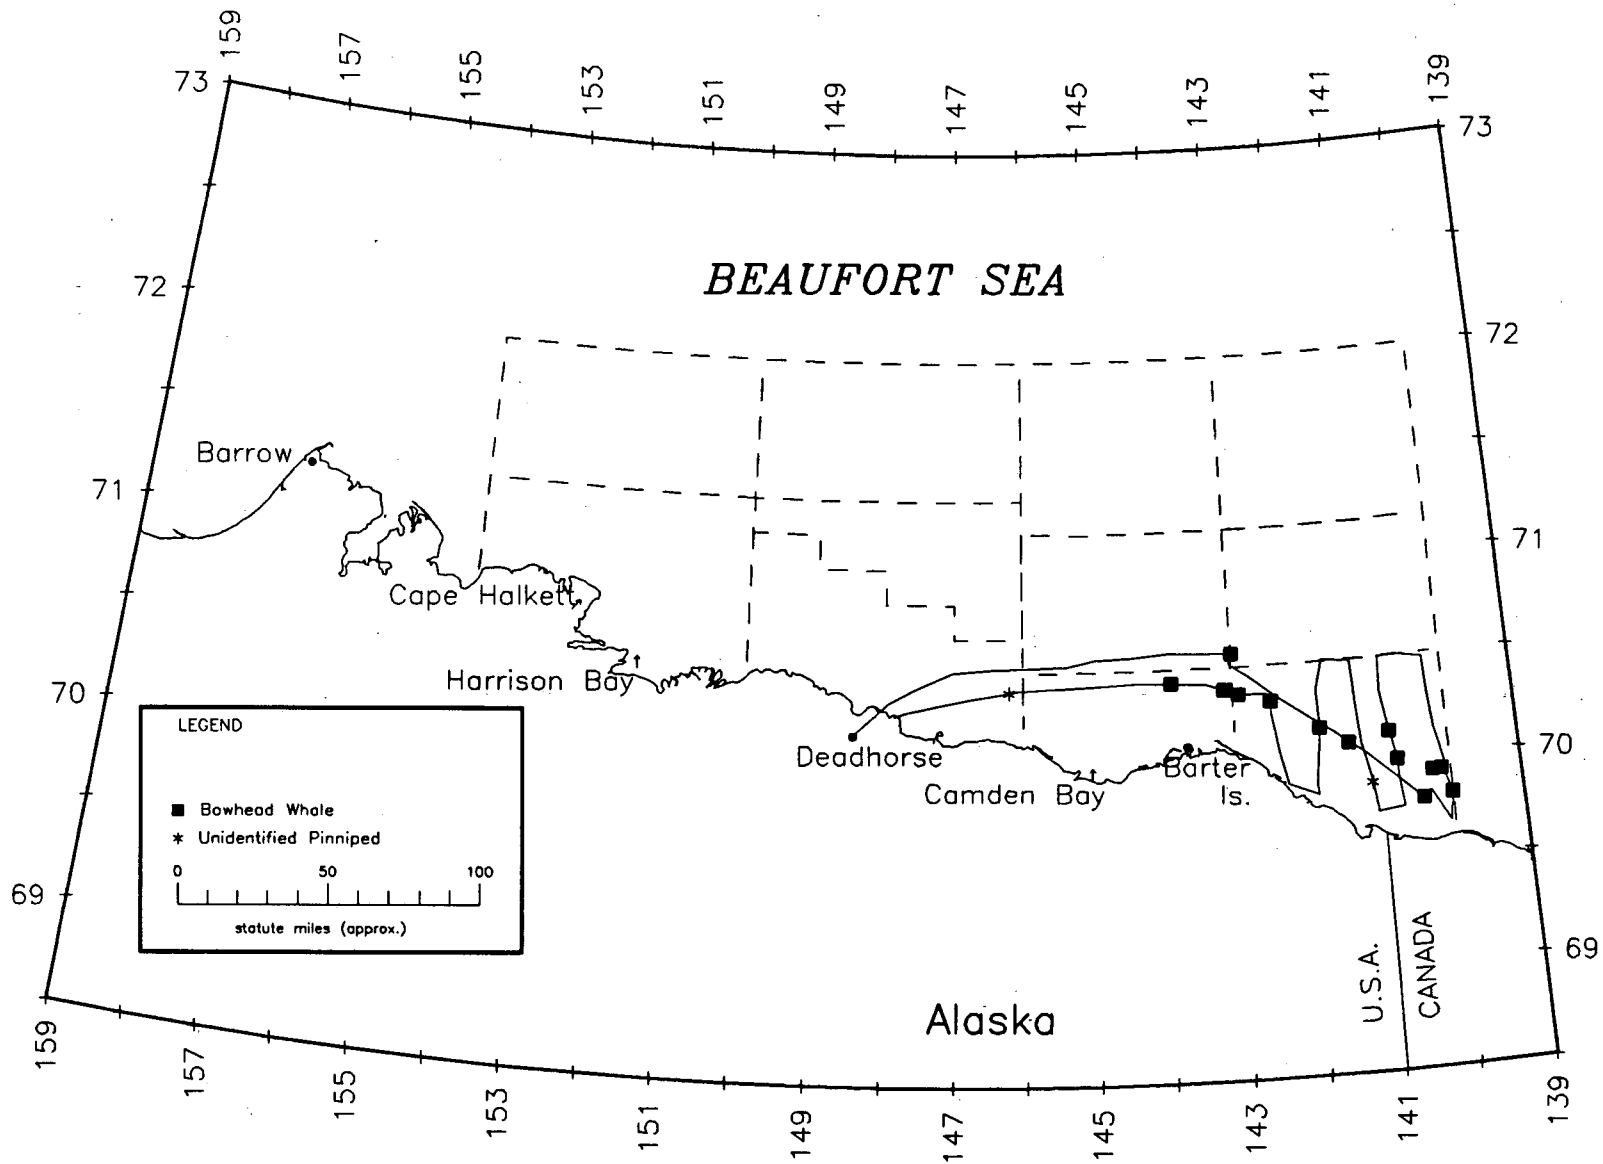 159
157
155
153
151
149
147
145
143
141
139
73
73
BEAUFORT SEA
72
72
Barrow
71
71
Cape Halkett
Harrison Bay
70
70
Deadhorse
Barter
Is.
Camden Bay
LEGEND
Bowhead Whale
Unidentified Pinniped
0 50 100
statute miles (approx.)
69
69
U.S.A.
CANADA
Alaska
159
157
155
153
151
149
147
145
143
141
139